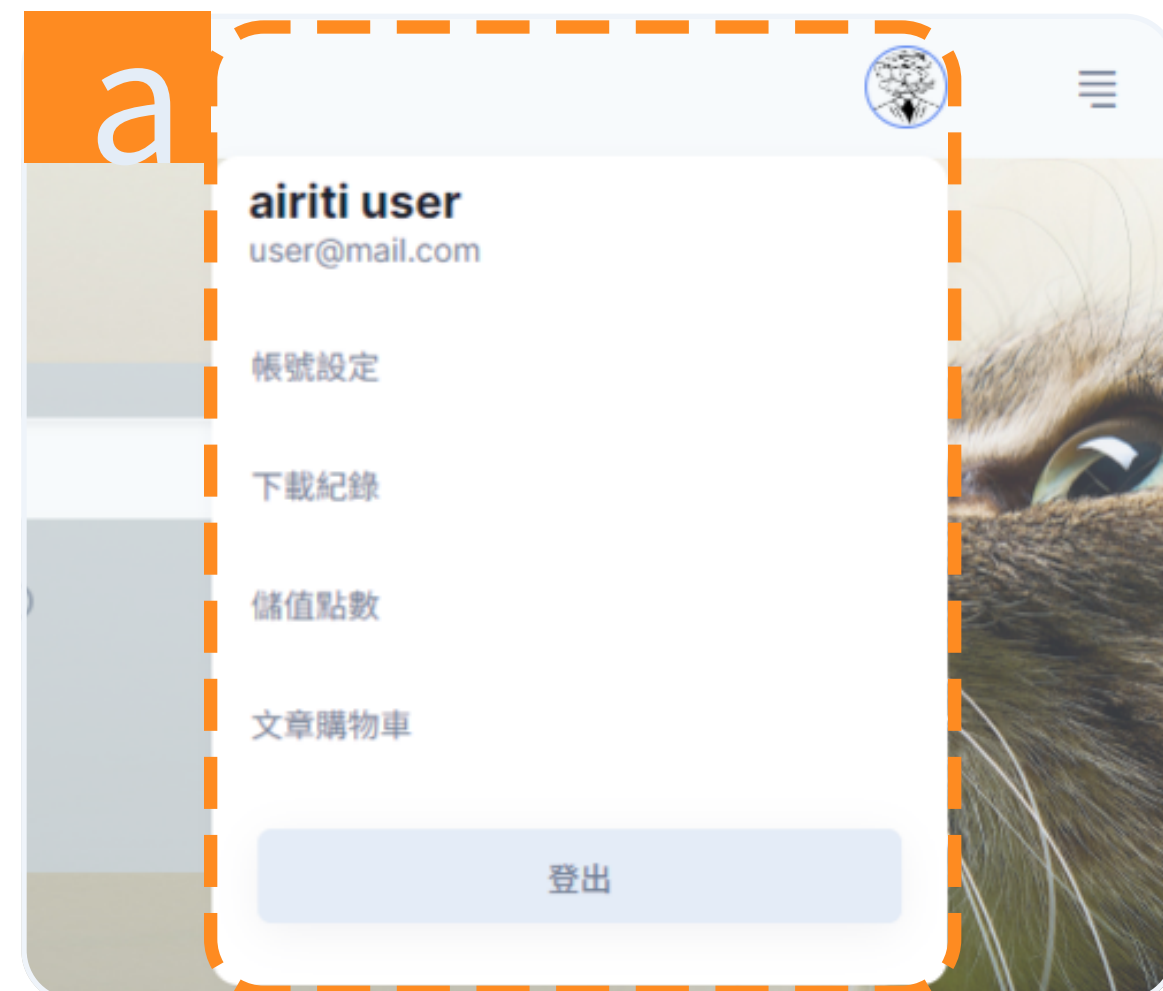 a
airiti user
user@mail.com
帳號設定
下載紀錄
儲值點數
文章購物車
登出